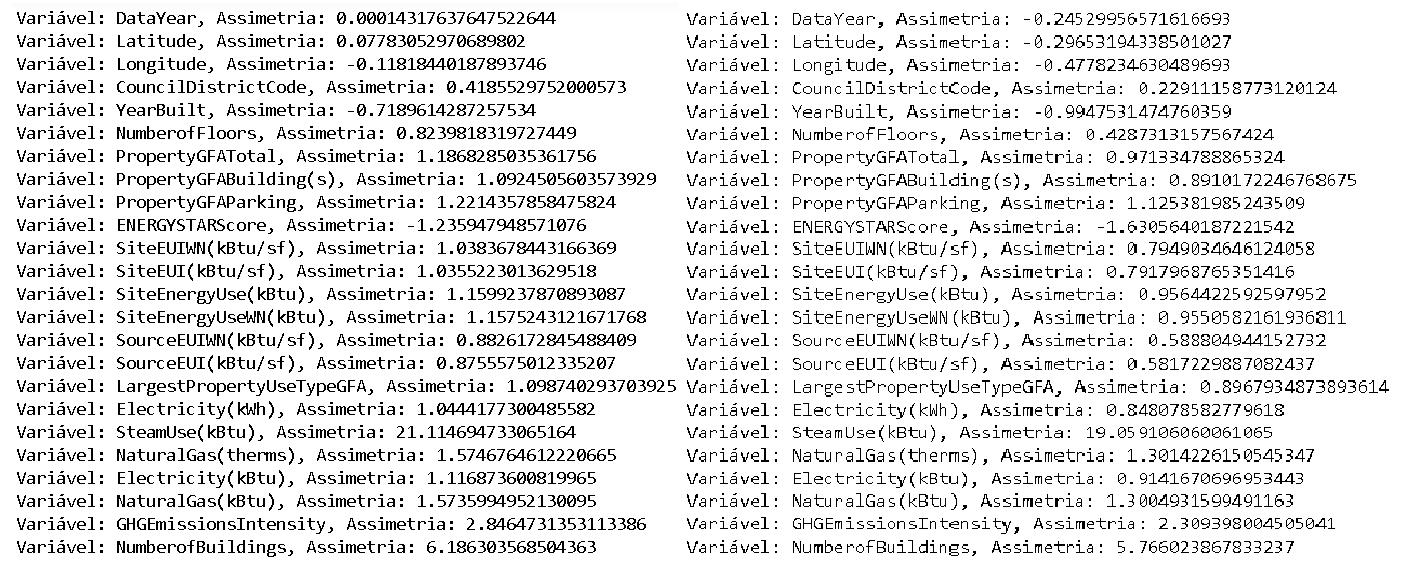 Variável: DataYear, Assimetria: 0.00014317637647522644
Variável: Latitude, Assimetria: 0.07783052970689802
Variável: Longitude, Assimetria: -0.11818440187893746
Variável: CouncilDistrictCode, Assimetria: 0.4185529752000573
Variável: YearBuilt, Assimetria: -0.7189614287257534
Variável: NumberofFloors, Assimetria: 0.8239818319727449
Variável: PropertyGFATotal, Assimetria: 1.1868285035361756
Variável: PropertyGFABuilding(s), Assimetria: 1.0924505603573929
Variável: PropertyGFAParking, Assimetria: 1.2214357858475824
Variável: ENERGYSTARScore, Assimetria: -1.235947948571076
Variável: SiteEUIWN(kBtu/sf), Assimetria: 1.0383678443166369
Variável: SiteEUI(kBtu/sf), Assimetria: 1.0355223013629518
Variável: SiteEnergyUse(kBtu), Assimetria: 1.1599237870893087
Variável: SiteEnergyUseWN(kBtu), Assimetria: 1.1575243121671768
Variável: SourceEUIWN(kBtu/sf), Assimetria: 0.8826172845488409
Variável: SourceEUI(kBtu/sf), Assimetria: 0.8755575012335207
Variável: LargestPropertyUseTypeGFA, Assimetria: 1.098740293703925
Variável: Electricity(kWh), Assimetria: 1.0444177300485582
Variável: SteamUse(kBtu), Assimetria: 21.114694733065164
Variável: NaturalGas(therms), Assimetria: 1.5746764612220665
Variável: Electricity(kBtu), Assimetria: 1.116873600819965
Variável: NaturalGas(kBtu), Assimetria: 1.5735994952130095
Variável: GHGEmissionsIntensity, Assimetria: 2.8464731353113386
Variável: NumberofBuildings, Assimetria: 6.186303568504363
Variável: DataYear, Assimetria: -0.24529956571616693
Variável: Latitude, Assimetria: -0.29653194338501027
Variável: Longitude, Assimetria: -0.4778234630489693
Variável: CouncilDistrictCode, Assimetria: 0.22911158773120124
Variável: YearBuilt, Assimetria: -0.9947531474760359
Variável: NumberofFloors, Assimetria: 0.4287313157567424
Variável: PropertyGFATotal, Assimetria: 0.971334788865324
Variável: PropertyGFABuilding(s), Assimetria: 0.8910172246768675
Variável: PropertyGFAParking, Assimetria: 1.125381985243509
Variável: ENERGYSTARScore, Assimetria: -1.6305640187221542
Variável: SiteEUIWN(kBtu/sf), Assimetria: 0.7949034646124058
Variável: SiteEUI(kBtu/sf), Assimetria: 0.7917968765351416
Variável: SiteEnergyUse(kBtu), Assimetria: 0.9564422592597952
Variável: SiteEnergyUseWN(kBtu), Assimetria: 0.9550582161936811
Variável: SourceEUIWN(kBtu/sf), Assimetria: 0.588804944152732
Variável: SourceEUI(kBtu/sf), Assimetria: 0.5817229887082437
Variável: LargestPropertyUseTypeGFA, Assimetria: 0.8967934873893614
Variável: Electricity(kWh), Assimetria: 0.848078582779618
Variável: SteamUse(kBtu), Assimetria: 19.059106060061065
Variável: NaturalGas(therms), Assimetria: 1.3014226150545347
Variável: Electricity(kBtu), Assimetria: 0.9141670696953443
Variável: NaturalGas(kBtu), Assimetria: 1.3004931599491163
Variável: GHGEmissionsIntensity, Assimetria: 2.309398004505041
Variável: NumberofBuildings, Assimetria: 5.766023867833237